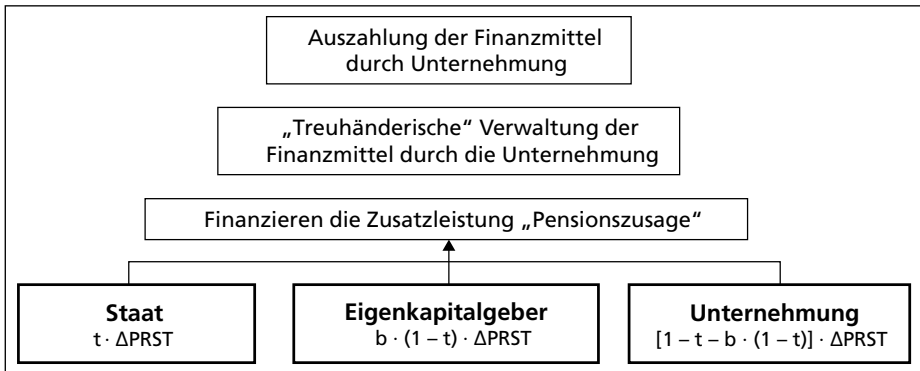 Auszahlung der Finanzmittel
durch Unternehmung
„Treuhänderische“ Verwaltung der
Finanzmittel durch die Unternehmung
Finanzieren die Zusatzleistung „Pensionszusage“
Staat
t · ΔPRST
Eigenkapitalgeber
b · (1 – t) · ΔPRST
Unternehmung
[1 – t – b · (1 – t)] · ΔPRST